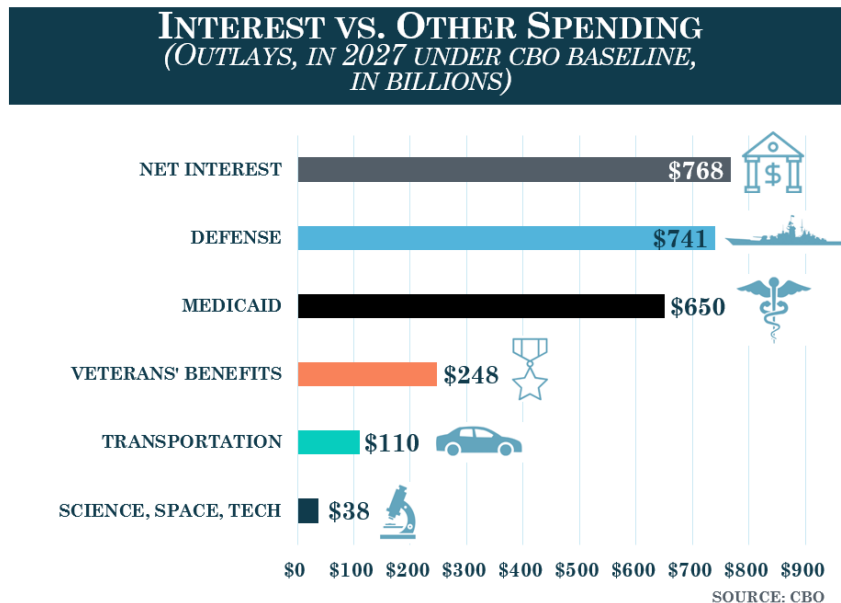 INTEREST VS. OTHER SPENDING
(OUTLAYS, IN 2027 UNDER CBO BASELINE,
IN BILLIONS)
NET INTEREST $768
$
DEFENSE $741
MEDICAID $650
VETERANS' BENEFITS $248
TRANSPORTATION $110
SCIENCE, SPACE, TECH $38
$0 $100 $200 $300 $400 $500 $600 $700 $800 $900
SOURCE: CBO